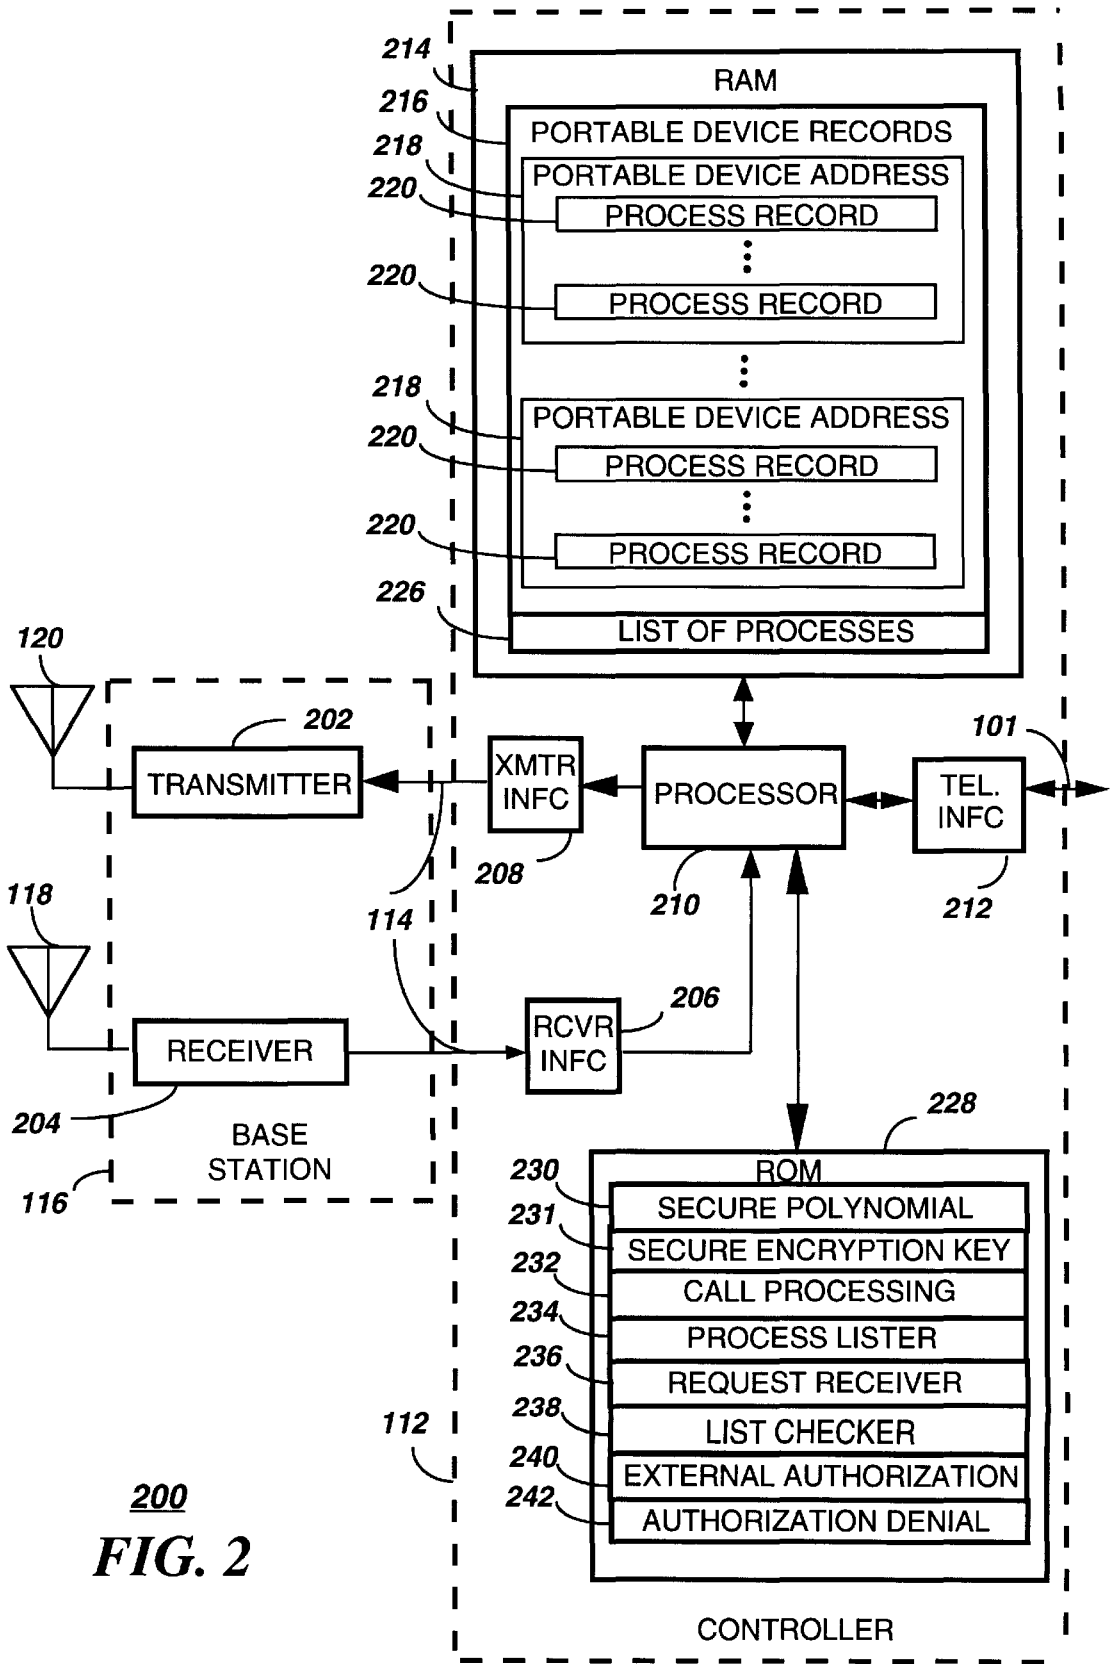 214
RAM
216
PORTABLE DEVICE RECORDS
218
PORTABLE DEVICE ADDRESS
220
PROCESS RECORD
220
PROCESS RECORD
218
PORTABLE DEVICE ADDRESS
220
PROCESS RECORD
220
PROCESS RECORD
226
LIST OF PROCESSES
120
202
TRANSMITTER
XMTR
INFC
208
PROCESSOR
210
101
TEL.
INFC
212
118
114
206
RCVR
INFC
RECEIVER
204
BASE
STATION
116
228
ROM
230
SECURE POLYNOMIAL
231
SECURE ENCRYPTION KEY
232
CALL PROCESSING
234
PROCESS LISTER
236
REQUEST RECEIVER
238
LIST CHECKER
240
EXTERNAL AUTHORIZATION
242
AUTHORIZATION DENIAL
112
CONTROLLER
200
FIG. 2